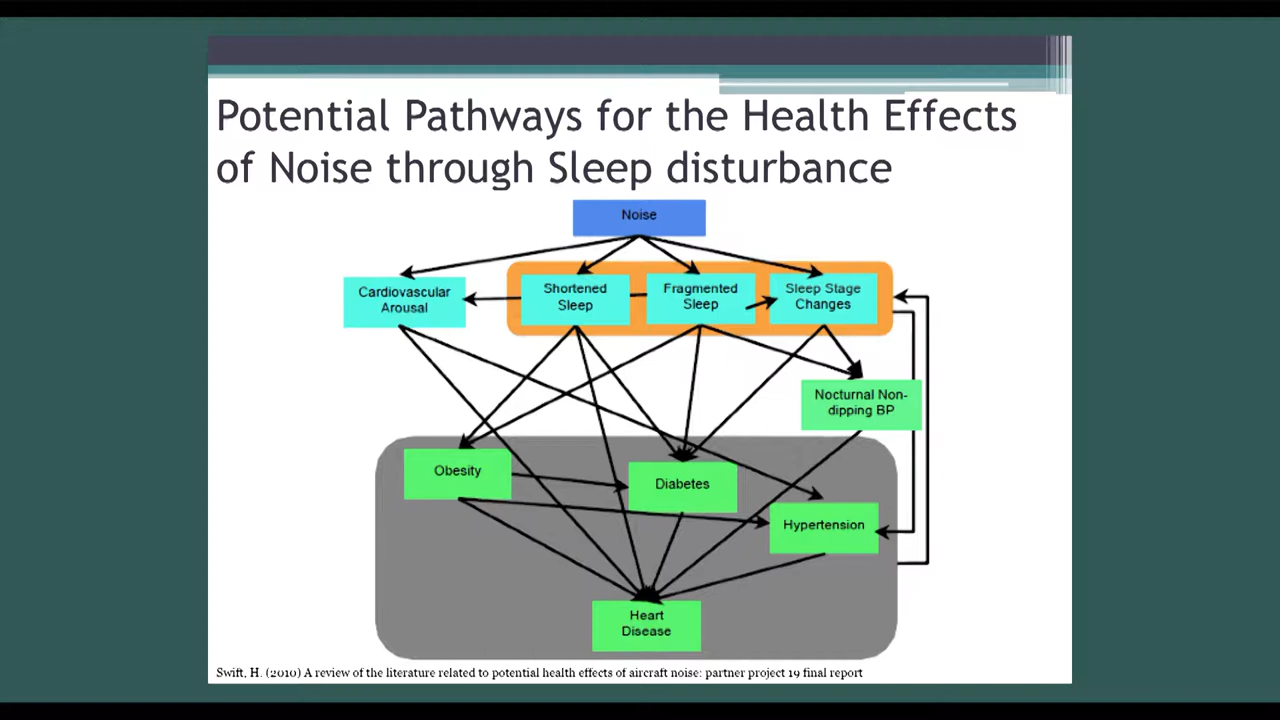 Potential Pathways for the Health Effects
of Noise through Sleep disturbance
Noise
Cardiovascular
Arousal
Shortened
Sleep
Fragmented
Sleep
Sleep Stage
Changes
Nocturnal Non-
dipping BP
Obesity
Diabetes
Hypertension
Heart
Disease
Swift, H. (2010) A review of the literature related to potential health effects of aircraft noise: partner project 19 final report